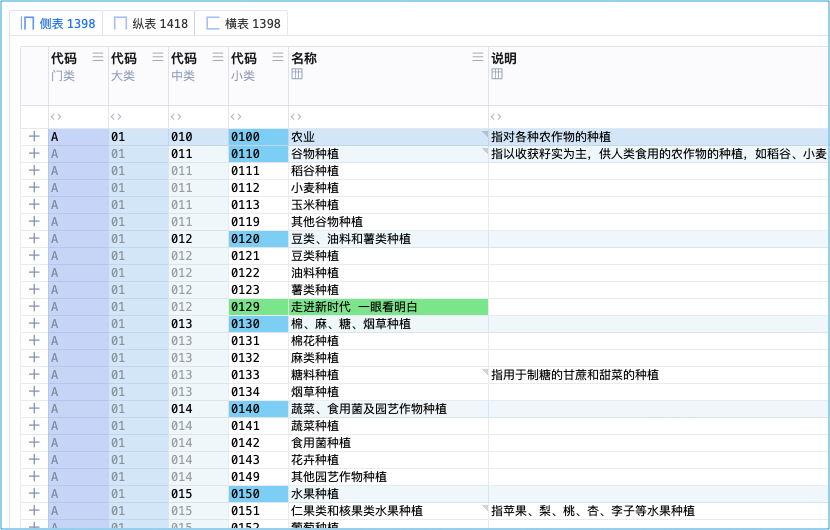 侧表 1398 纵表 1418 横表 1398
代码 代码 代码 代码 名称 说明
门类 大类 中类 小类
A 01 010 0100 农业 指对各种农作物的种植
A 01 011 0110 谷物种植 指以收获籽实为主，供人类食用的农作物的种植，如稻谷、小麦
A 01 011 0111 稻谷种植
A 01 011 0112 小麦种植
A 01 011 0113 玉米种植
A 01 011 0119 其他谷物种植
A 01 012 0120 豆类、油料和薯类种植
A 01 012 0121 豆类种植
A 01 012 0122 油料种植
A 01 012 0123 薯类种植
A 01 012 0129 走进新时代 一眼看明白
A 01 013 0130 棉、麻、糖、烟草种植
A 01 013 0131 棉花种植
A 01 013 0132 麻类种植
A 01 013 0133 糖料种植 指用于制糖的甘蔗和甜菜的种植
A 01 013 0134 烟草种植
A 01 014 0140 蔬菜、食用菌及园艺作物种植
A 01 014 0141 蔬菜种植
A 01 014 0142 食用菌种植
A 01 014 0143 花卉种植
A 01 014 0149 其他园艺作物种植
A 01 015 0150 水果种植
A 01 015 0151 仁果类和核果类水果种植 指苹果、梨、桃、杏、李子等水果种植
A 01 015 0152 葡萄种植